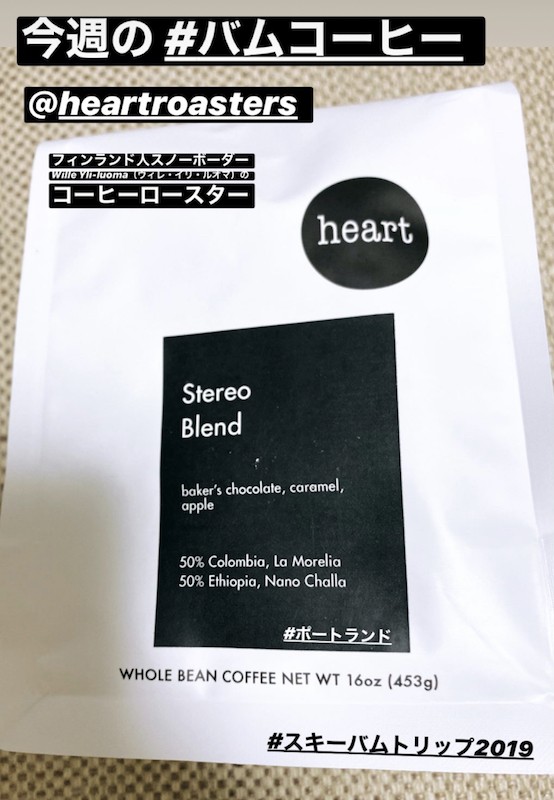 今週の #バムコーヒー
@heartroasters
フィンランド人スノーボーダー
Wille Yli-luoma（ウィレ・イリ・ルオマ）の
コーヒーロースター
heart
Stereo
Blend
baker's chocolate, caramel,
apple
50% Colombia, La Morelia
50% Ethiopia, Nano Challa
#ポートランド
WHOLE BEAN COFFEE NET WT 16oz (453g)
#スキーバムトリップ2019